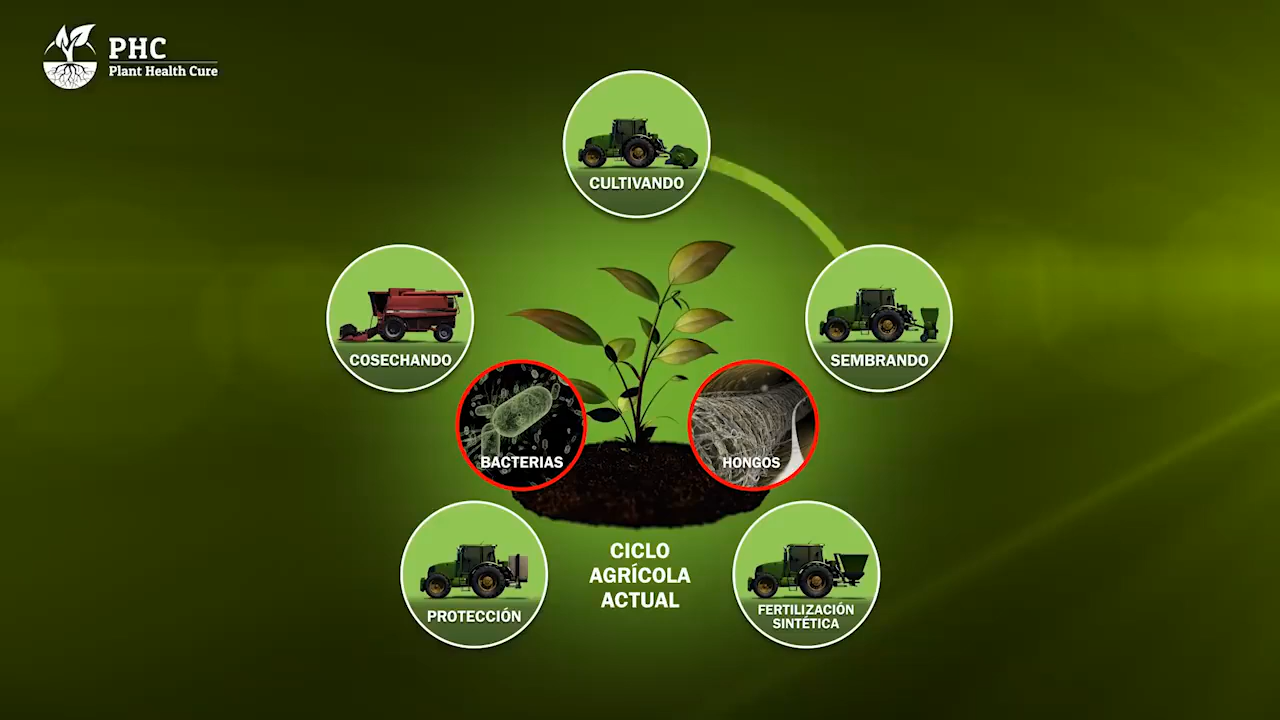 PHC
Plant Health Cure
CULTIVANDO
COSECHANDO
SEMBRANDO
BACTERIAS
HONGOS
PROTECCIÓN
CICLO
AGRÍCOLA
ACTUAL
FERTILIZACIÓN
SINTÉTICA